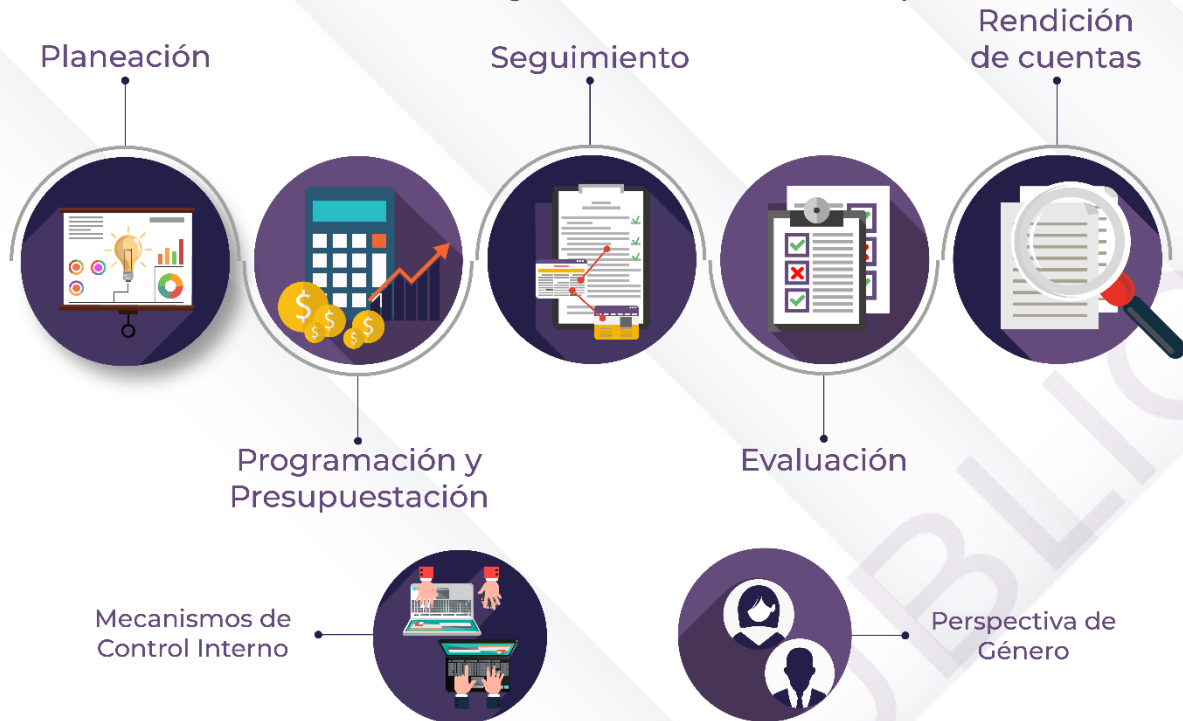 Planeación
Seguimiento
Rendición
de cuentas
Programación y
Presupuestación
Evaluación
Mecanismos de
Control Interno
Perspectiva de
Género